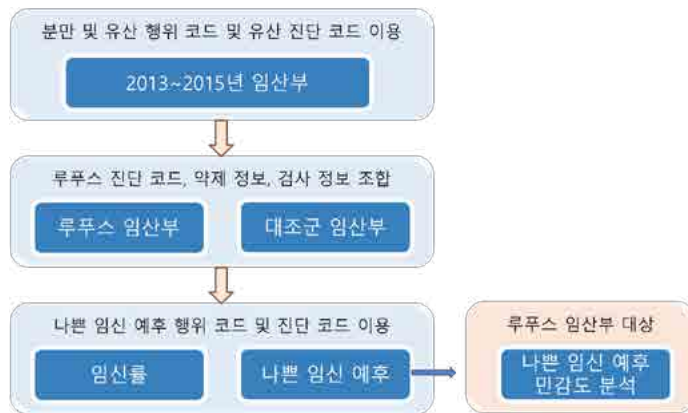 분만 및 유산 행위 코드 및 유산 진단 코드 이용
2013~2015년 임산부
루푸스 진단 코드, 약제 정보, 검사 정보 조합
루푸스 임산부
대조군 임산부
나쁜 임신 예후 행위 코드 및 진단 코드 이용
임신률
나쁜 임신 예후
루푸스 임산부 대상
나쁜 임신 예후
민감도 분석